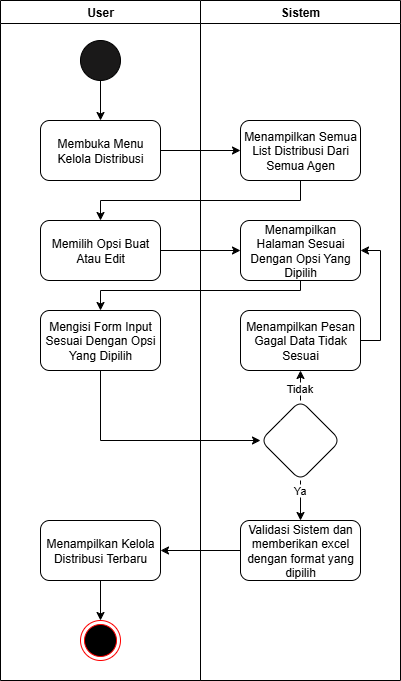 User
Sistem
Membuka Menu
Kelola Distribusi
Menampilkan Semua
List Distribusi Dari
Semua Agen
Memilih Opsi Buat
Atau Edit
Menampilkan
Halaman Sesuai
Dengan Opsi Yang
Dipilih
Mengisi Form Input
Sesuai Dengan Opsi
Yang Dipilih
Menampilkan Pesan
Gagal Data Tidak
Sesuai
Tidak
Ya
Validasi Sistem dan
memberikan excel
dengan format yang
dipilih
Menampilkan Kelola
Distribusi Terbaru